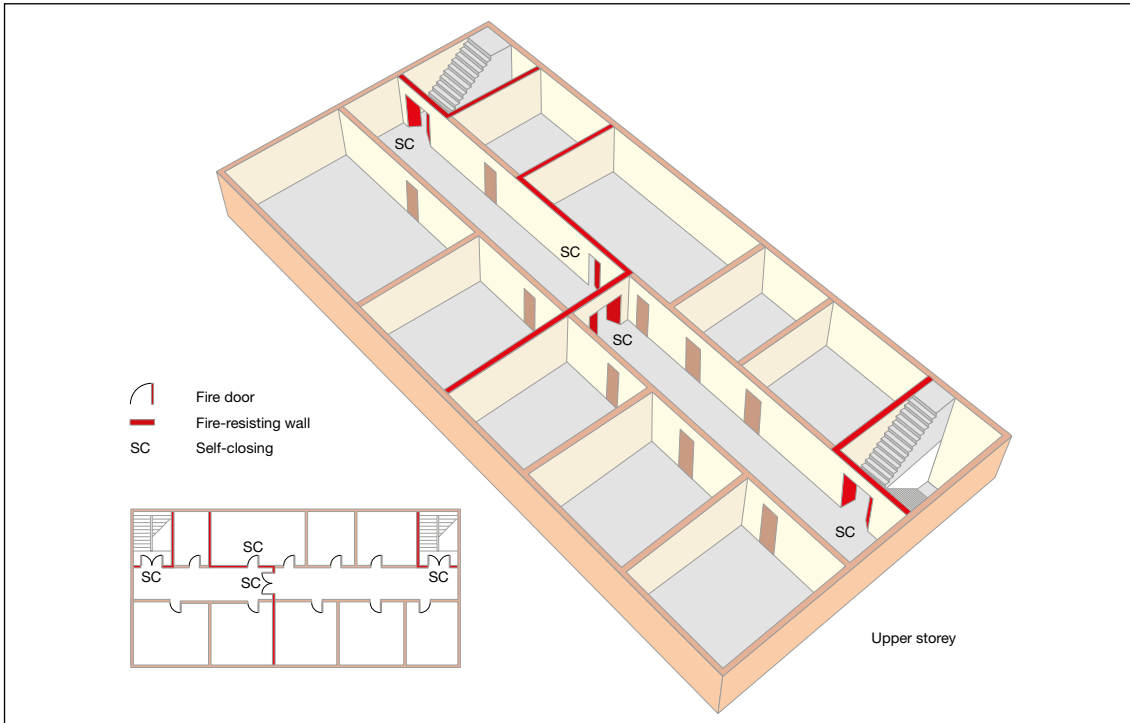 SC
SC
SC
Fire door
Fire-resisting wall
SC Self-closing
SC
SC
SC
SC
SC
Upper storey